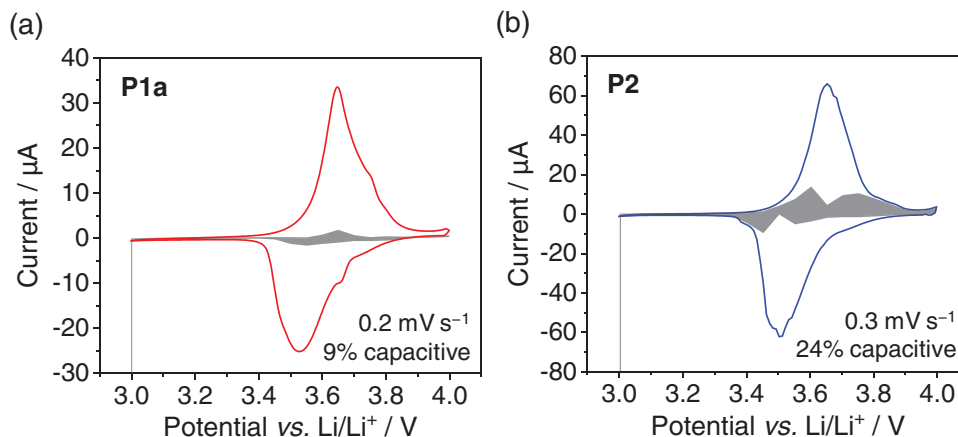 (a)
P1a
Current / µA
40
30
20
10
0
-10
-20
-30
3.0 3.2 3.4 3.6 3.8 4.0
Potential vs. Li/Li⁺ / V
0.2 mV s⁻¹
9% capacitive
(b)
P2
Current / µA
80
60
40
20
0
-20
-40
-60
-80
3.0 3.2 3.4 3.6 3.8 4.0
Potential vs. Li/Li⁺ / V
0.3 mV s⁻¹
24% capacitive